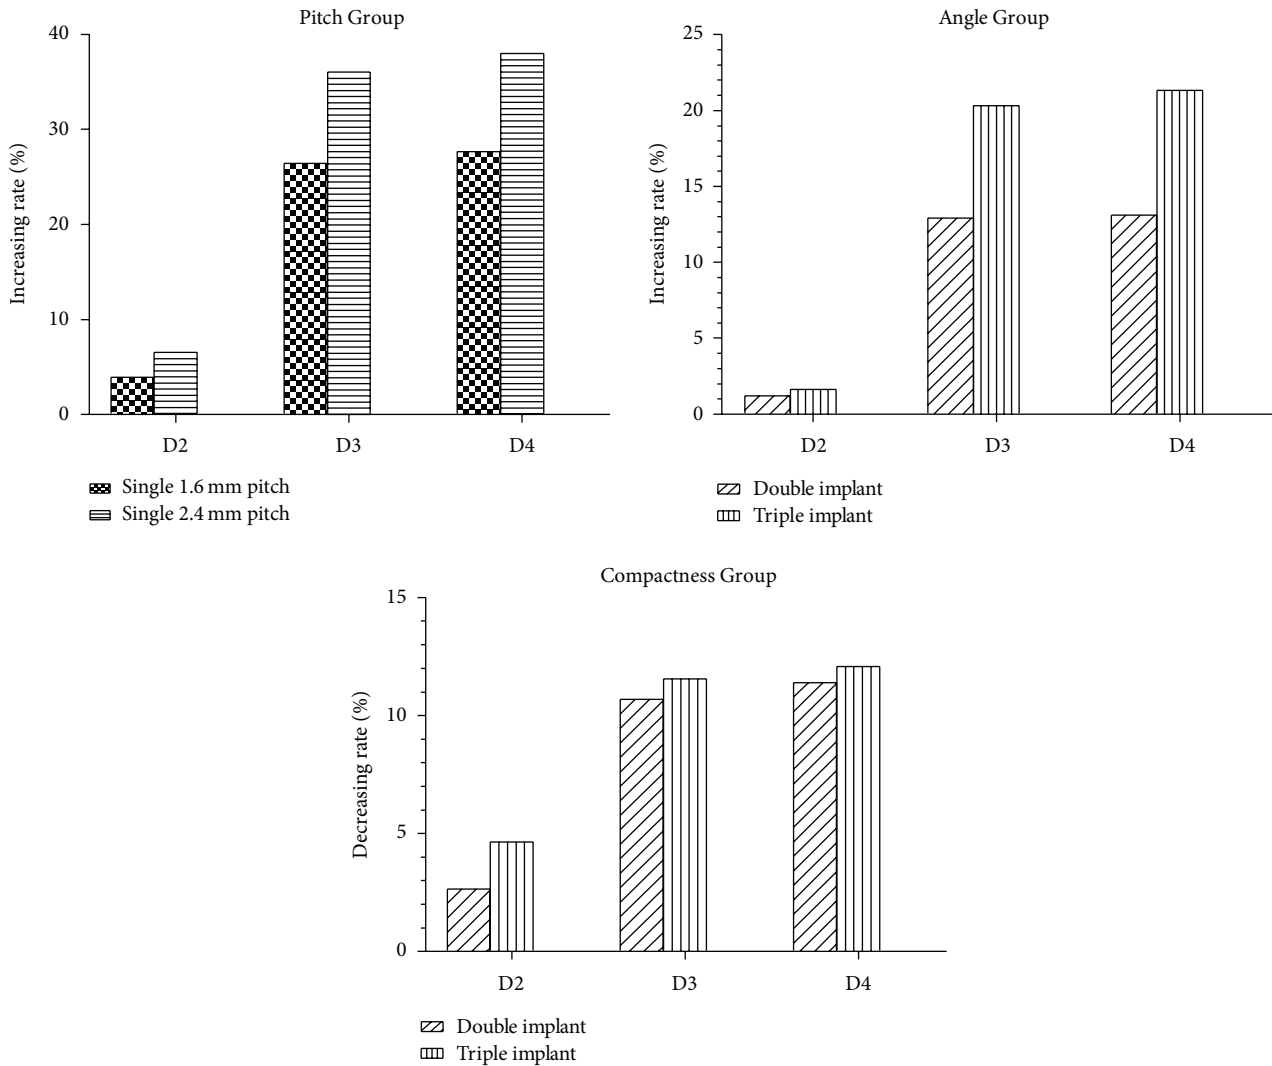 Pitch Group
40
30
20
10
0
Increasing rate (%)
D2 D3 D4
Single 1.6 mm pitch
Single 2.4 mm pitch
Angle Group
25
20
15
10
5
0
Increasing rate (%)
D2 D3 D4
Double implant
Triple implant
Compactness Group
15
10
5
0
Decreasing rate (%)
D2 D3 D4
Double implant
Triple implant